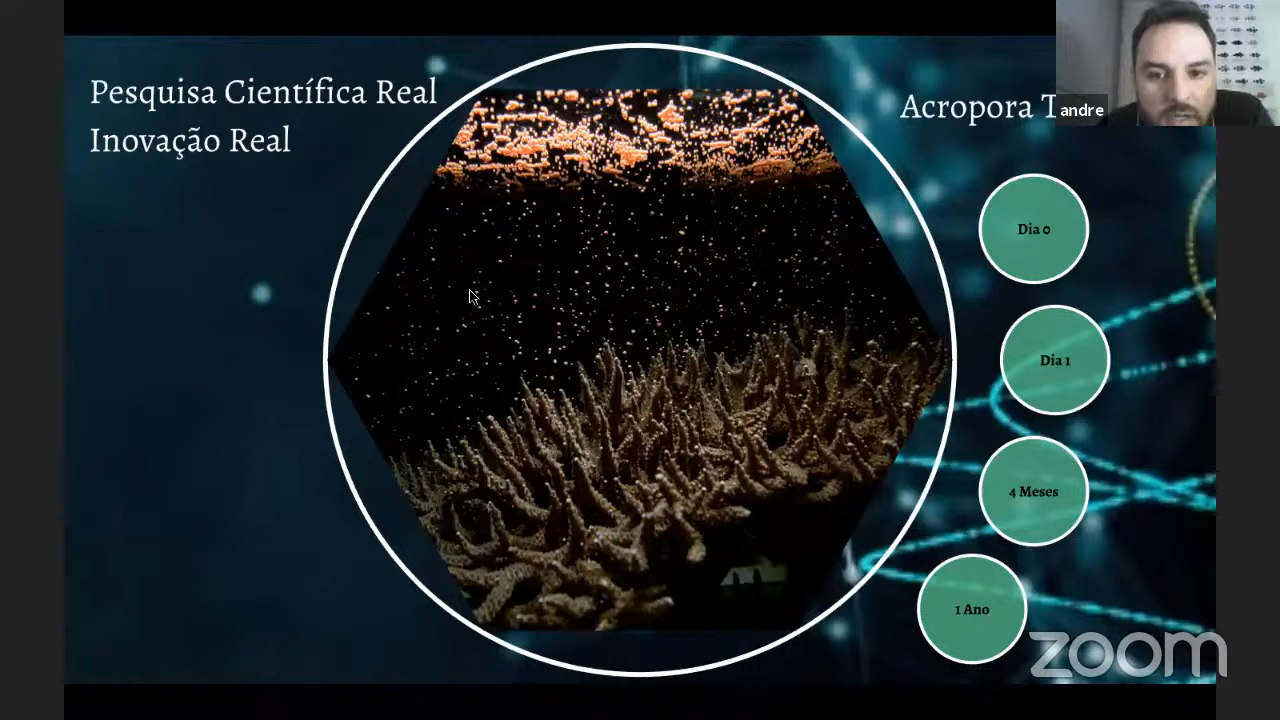 Pesquisa Científica Real
Inovação Real
Acropora
andre
Dia 0
Dia 1
4 Meses
1 Ano
zoom